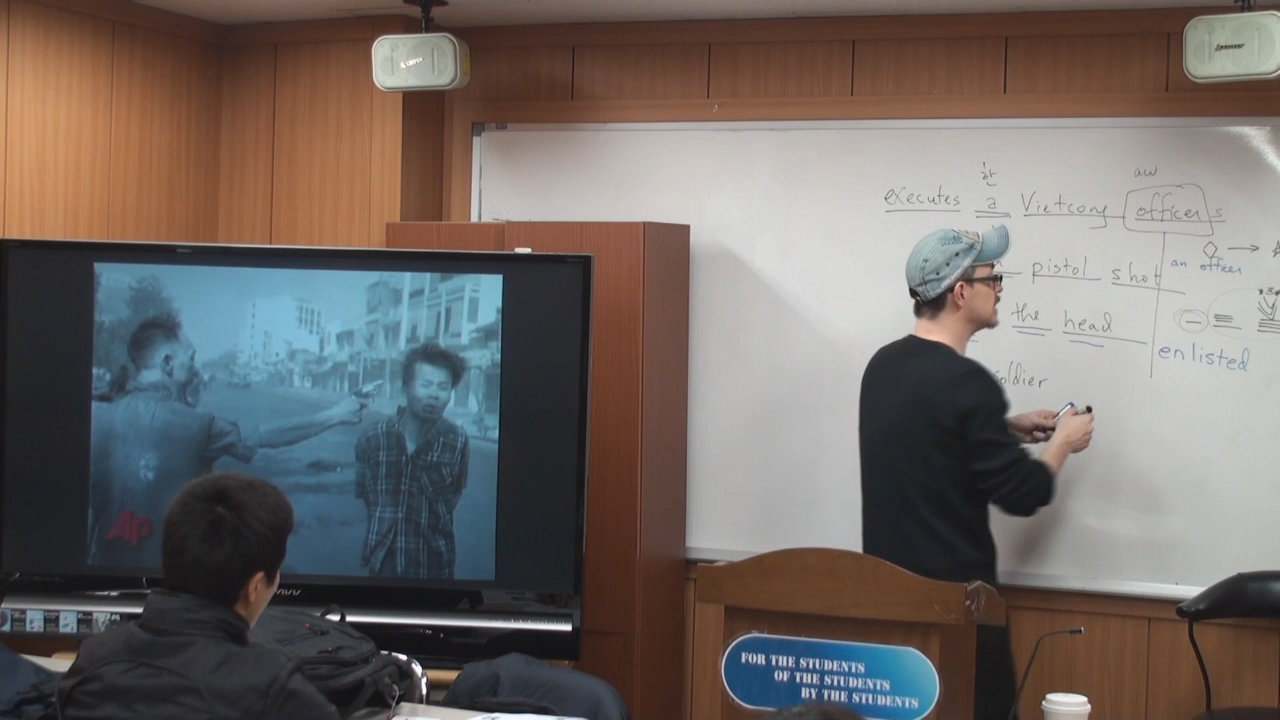 aw
executes a Vietcong officer s
an officer
pistol shot
the head
enlisted
soldier
AP
FOR THE STUDENTS
OF THE STUDENTS
BY THE STUDENTS